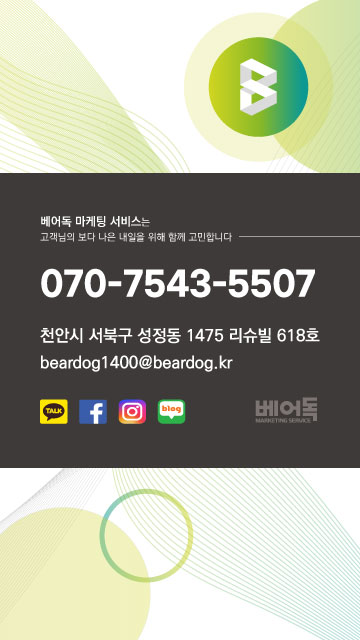 베어독 마케팅 서비스는
고객님의 보다 나은 내일을 위해 함께 고민합니다
070-7543-5507
천안시 서북구 성정동 1475 리슈빌 618호
beardog1400@beardog.kr
TALK
blog
베어독
MARKETING SERVICE